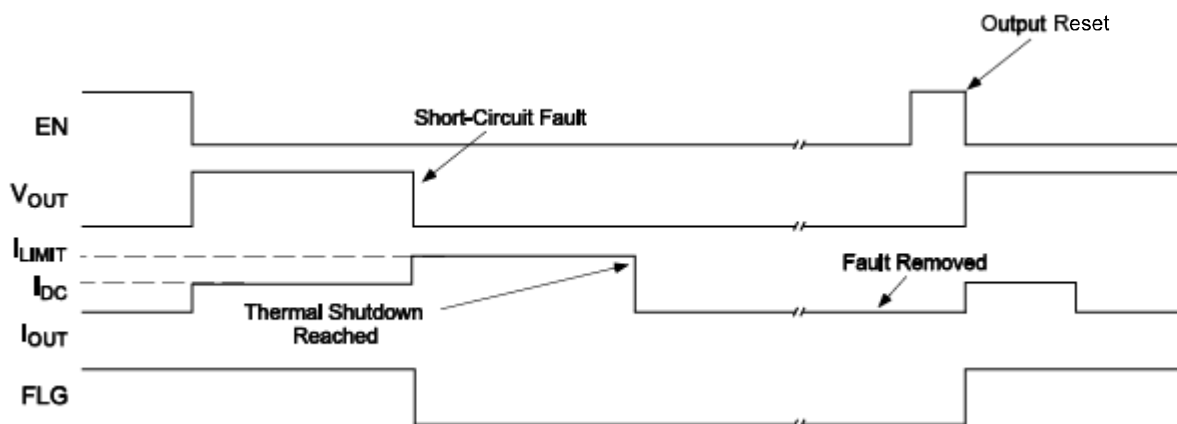 Output Reset
EN
Short-Circuit Fault
VOUT
ILIMIT
Fault Removed
IDC
Thermal Shutdown
Reached
IOUT
FLG